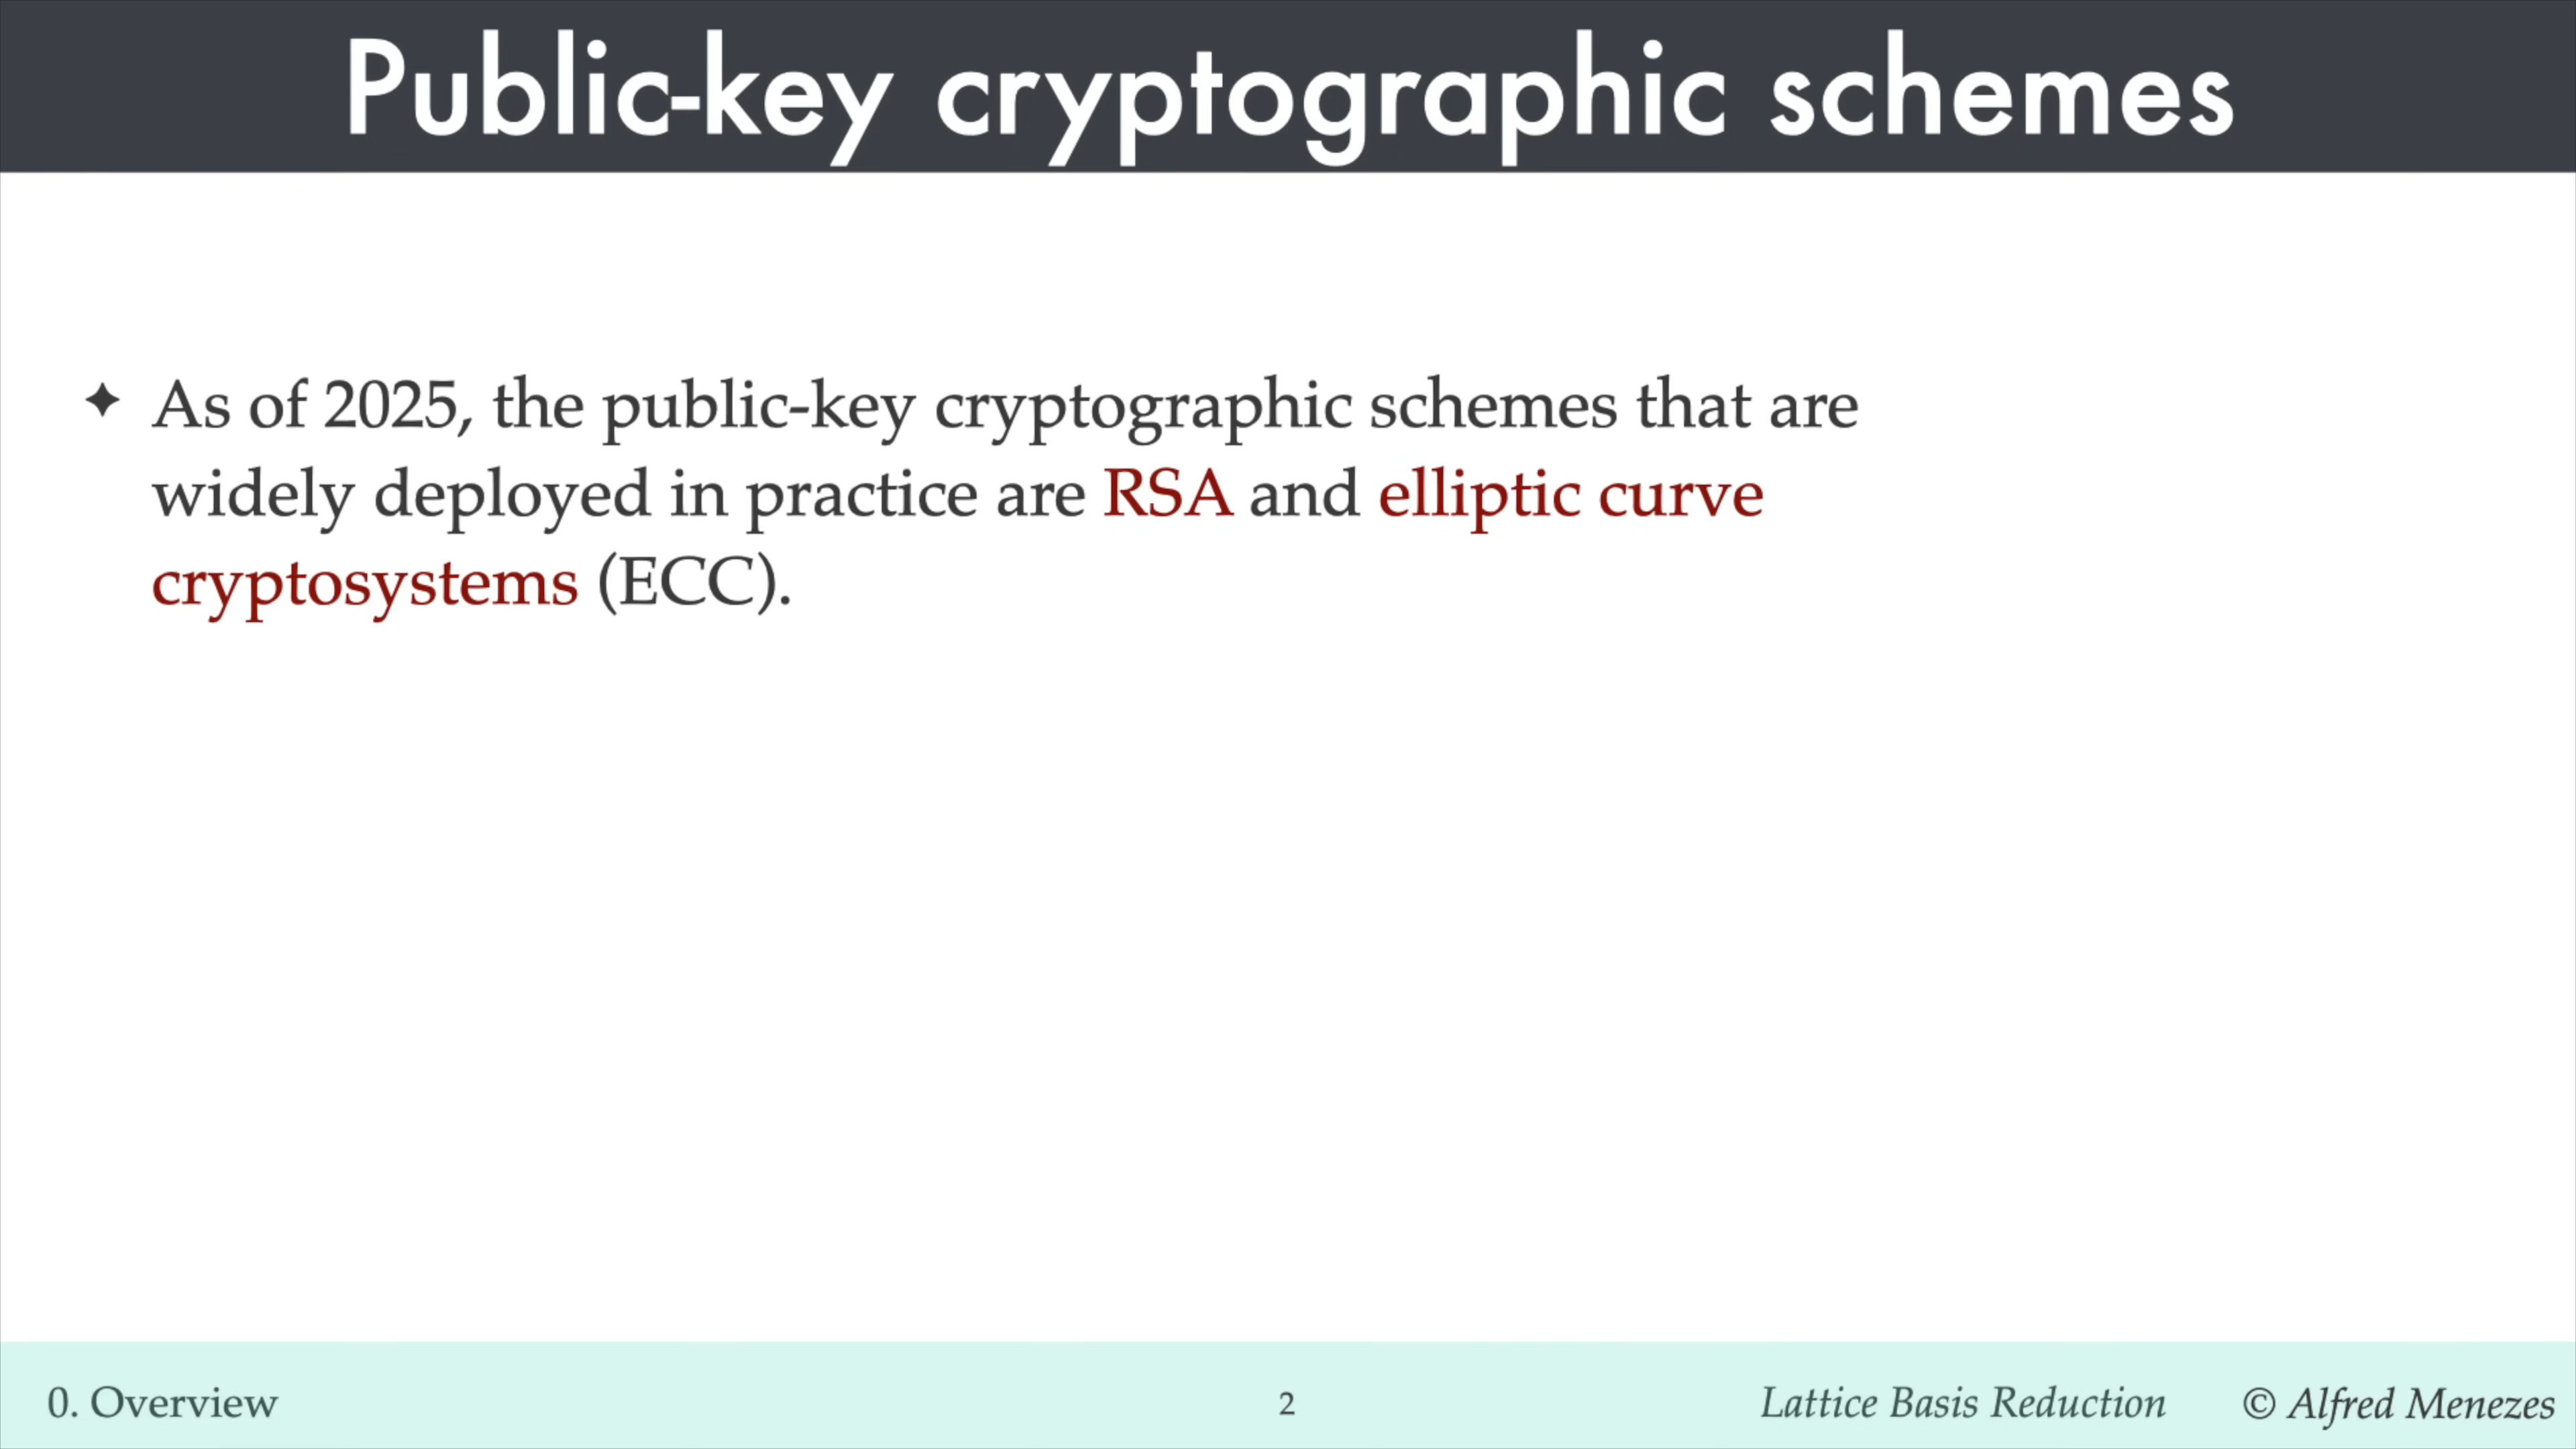 Public-key cryptographic schemes
✦ As of 2025, the public-key cryptographic schemes that are
widely deployed in practice are RSA and elliptic curve
cryptosystems (ECC).
0. Overview
2
Lattice Basis Reduction
© Alfred Menezes